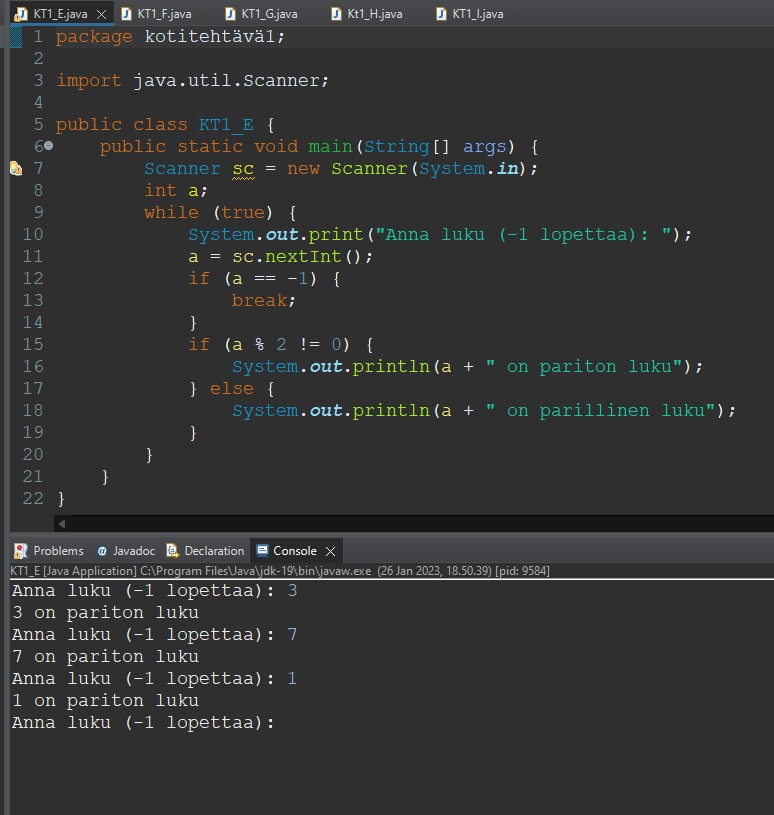 KT1_E.java KT1_F.java KT1_G.java Kt1_H.java KT1_I.java
1 package kotitehtävä1;
2
3 import java.util.Scanner;
4
5 public class KT1_E {
6 public static void main(String[] args) {
7 Scanner sc = new Scanner(System.in);
8 int a;
9 while (true) {
10 System.out.print("Anna luku (-1 lopettaa): ");
11 a = sc.nextInt();
12 if (a == -1) {
13 break;
14 }
15 if (a % 2 != 0) {
16 System.out.println(a + " on pariton luku");
17 } else {
18 System.out.println(a + " on parillinen luku");
19 }
20 }
21 }
22 }
Problems Javadoc Declaration Console
KT1_E [Java Application] C:\Program Files\Java\jdk-19\bin\javaw.exe (26 Jan 2023, 18.50.39) [pid: 9584]
Anna luku (-1 lopettaa): 3
3 on pariton luku
Anna luku (-1 lopettaa): 7
7 on pariton luku
Anna luku (-1 lopettaa): 1
1 on pariton luku
Anna luku (-1 lopettaa):